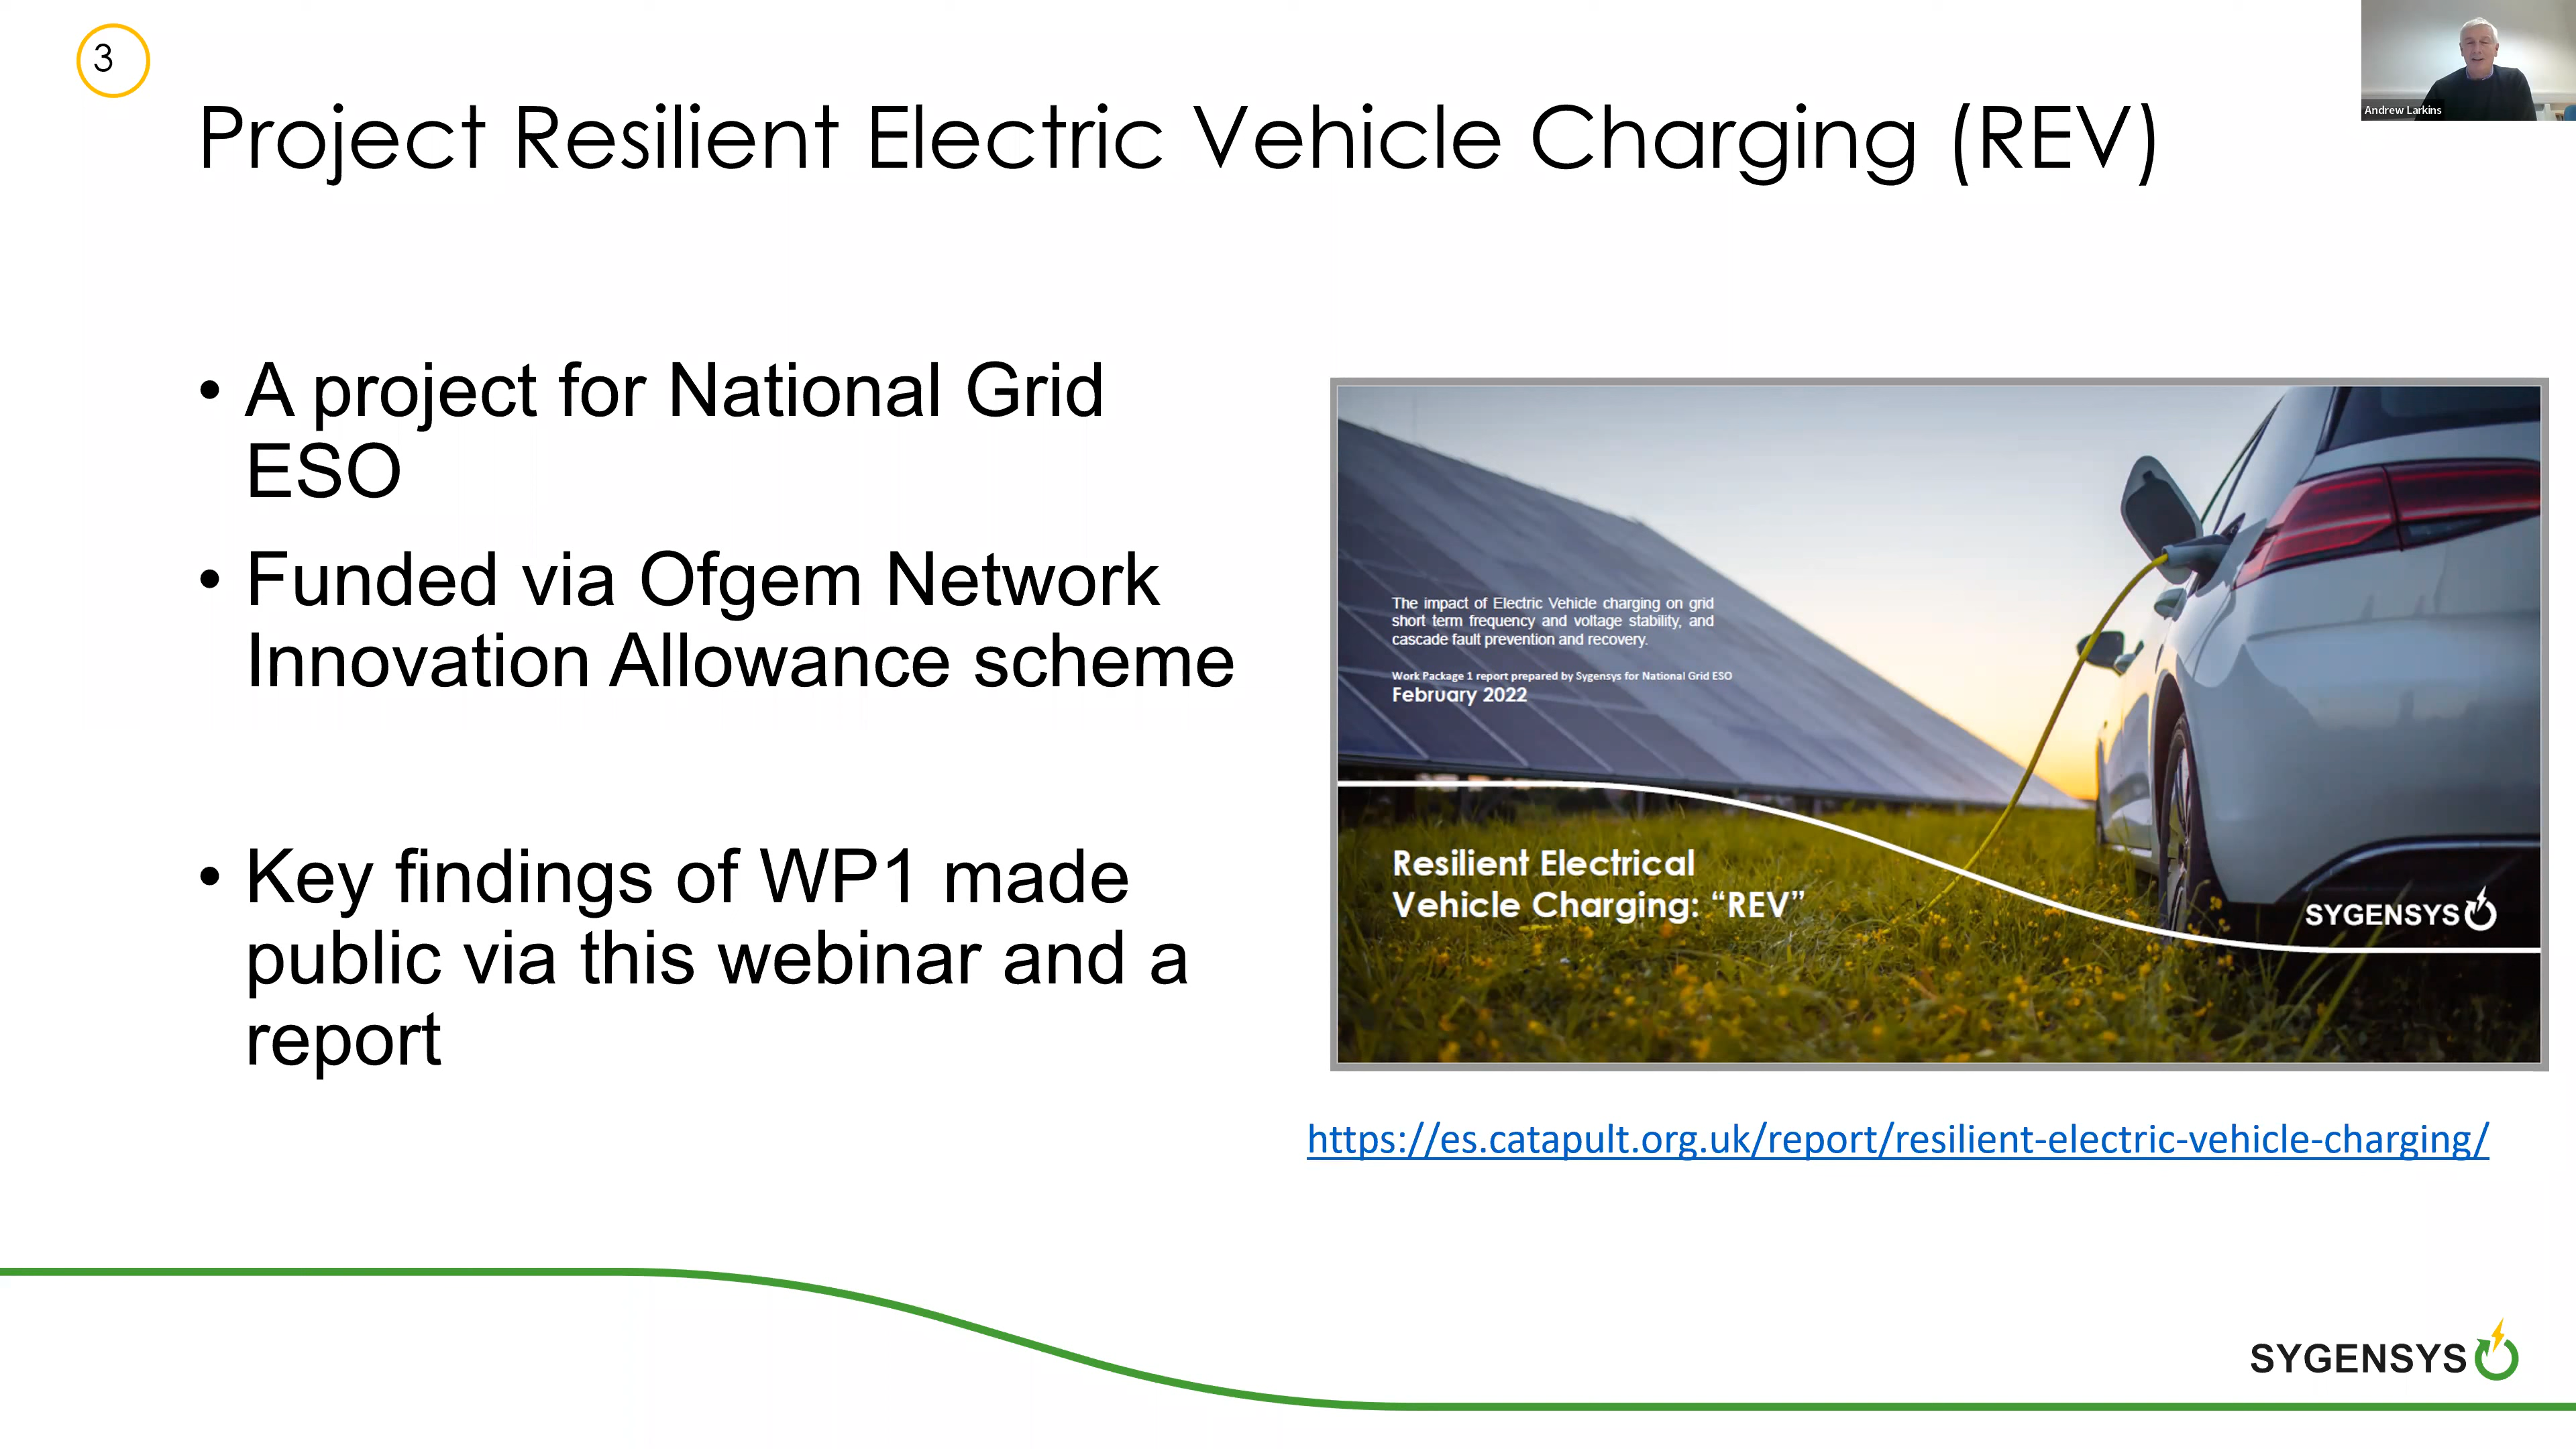 3
Andrew Larkins
Project Resilient Electric Vehicle Charging (REV)
• A project for National Grid
ESO
• Funded via Ofgem Network
Innovation Allowance scheme
• Key findings of WP1 made
public via this webinar and a
report
The impact of Electric Vehicle charging on grid
short term frequency and voltage stability, and
cascade fault prevention and recovery.
Work Package 1 report prepared by Sygensys for National Grid ESO
February 2022
Resilient Electrical
Vehicle Charging: “REV”
SYGENSYS
https://es.catapult.org.uk/report/resilient-electric-vehicle-charging/
SYGENSYS